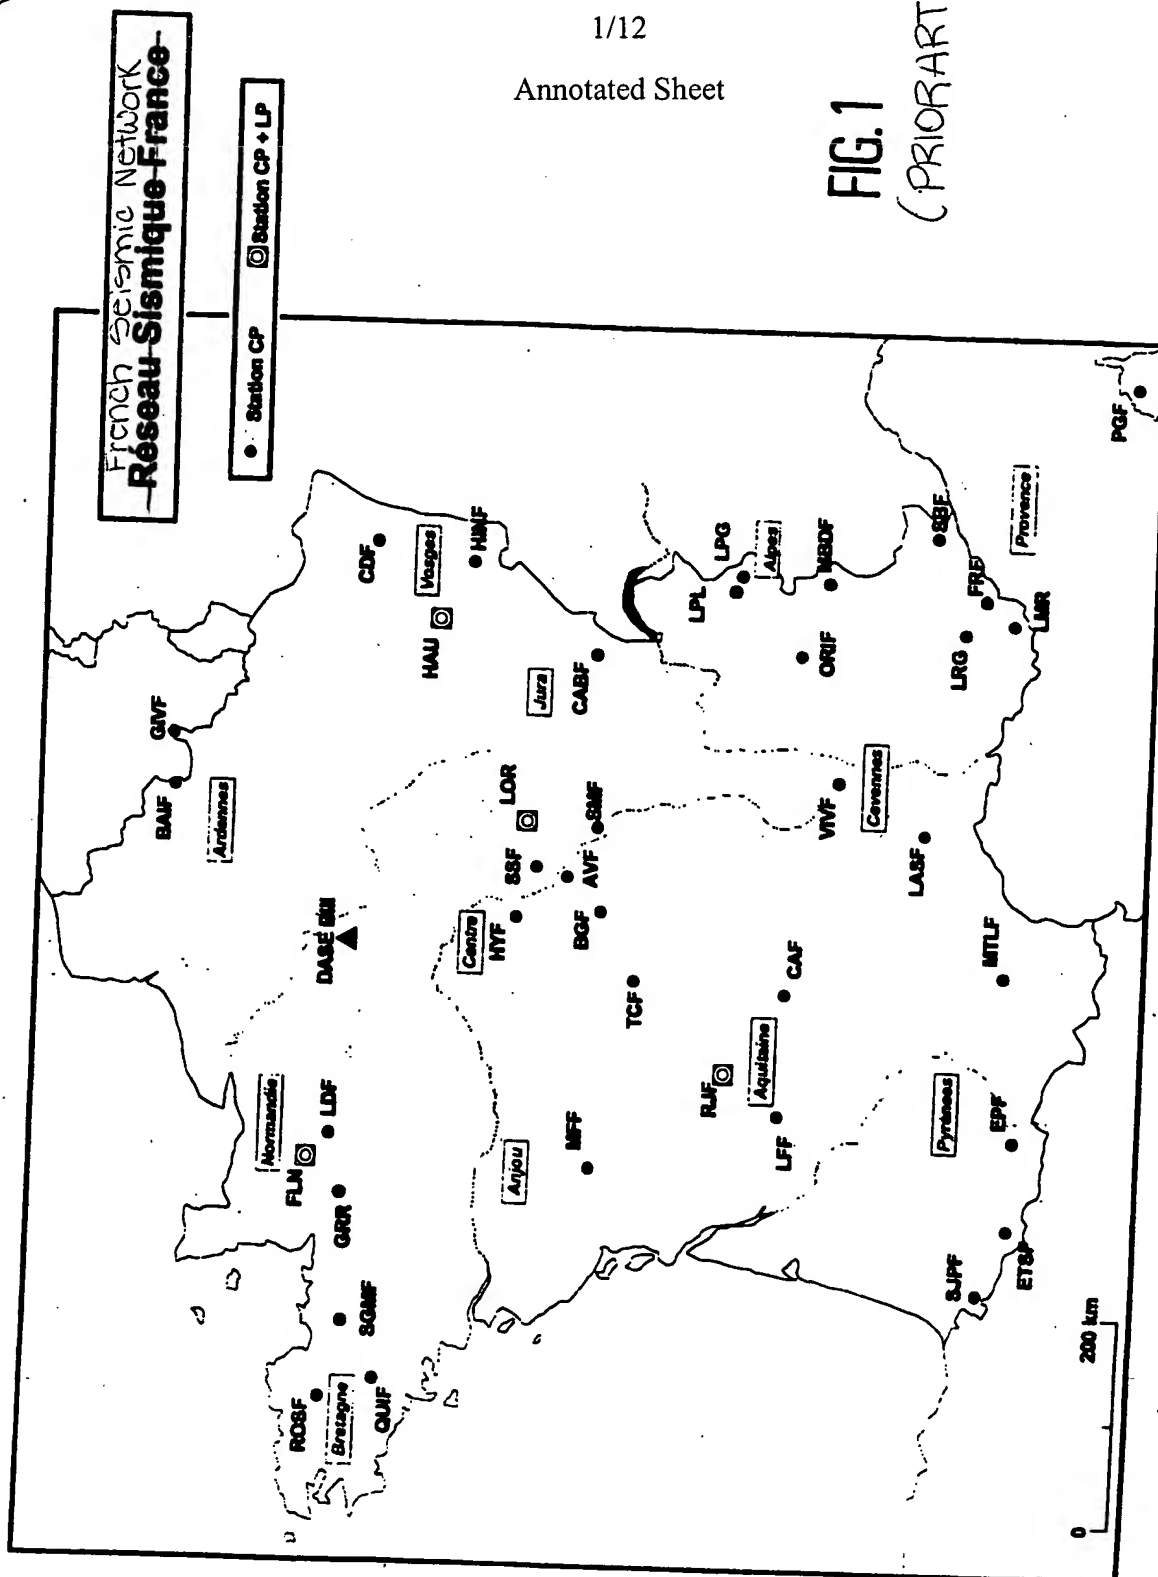 1/12
Annotated Sheet
FIG. 1
(PRIOR ART
French Seismic Network
Réseau Sismique France
Station CP
Station CP + LP
ROSF
Bretagne
QUIF
SGMF
GRR
FLN
LDF
Normandie
DASE
BAIF
GIVF
Ardennes
CDF
Vosges
HINF
HAU
Jura
CABF
LOR
SSF
SMF
AVF
HYF
Centre
BGF
TCF
Anjou
MFF
RJF
Aquitaine
LFF
CAF
LPG
LPL
Alpes
MBDF
ORIF
VIVF
Cevennes
LASF
SBF
FRF
LRG
LMR
Provence
PGF
MTLF
Pyrénées
EPF
ETSF
SJPF
0
200 km